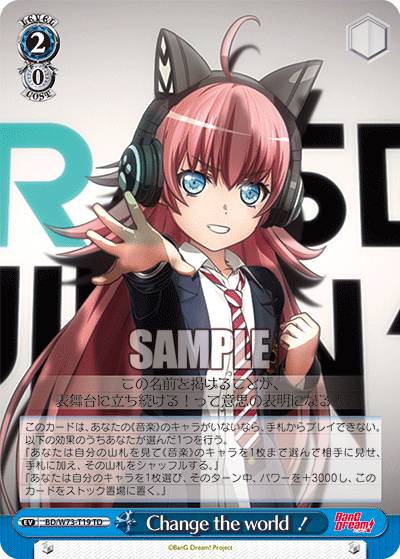 LEVEL
2
0
COST
SAMPLE
この名前を掲げることが、
表舞台に立ち続ける！って意思の表明になる！
このカードは、あなたの《音楽》のキャラがいないなら、手札からプレイできない。
以下の効果のうちあなたが選んだ1つを行う。
『あなたは自分の山札を見て《音楽》のキャラを1枚まで選んで相手に見せ、
手札に加え、その山札をシャッフルする。』
『あなたは自分のキャラを1枚選び、そのターン中、パワーを＋3000し、この
カードをストック置場に置く。』
EV
BD/W73-T19 TD
Change the world！
BanG Dream!
©BanG Dream! Project